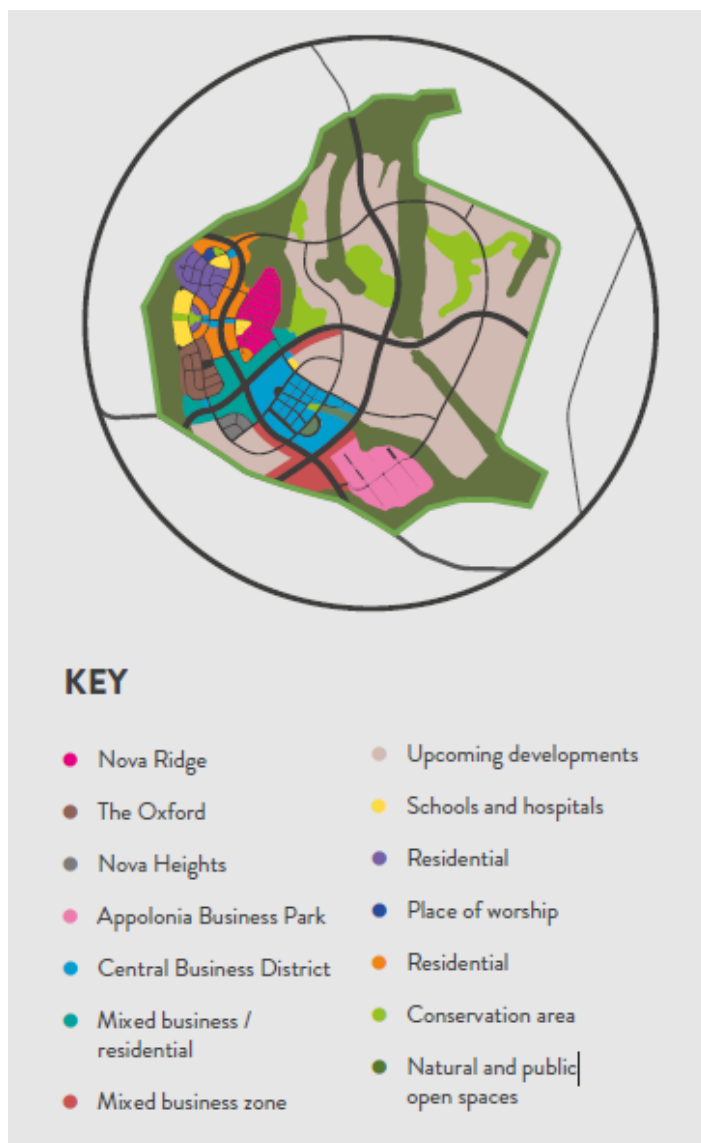 KEY
Nova Ridge
The Oxford
Nova Heights
Appolonia Business Park
Central Business District
Mixed business /
residential
Mixed business zone
Upcoming developments
Schools and hospitals
Residential
Place of worship
Residential
Conservation area
Natural and public
open spaces